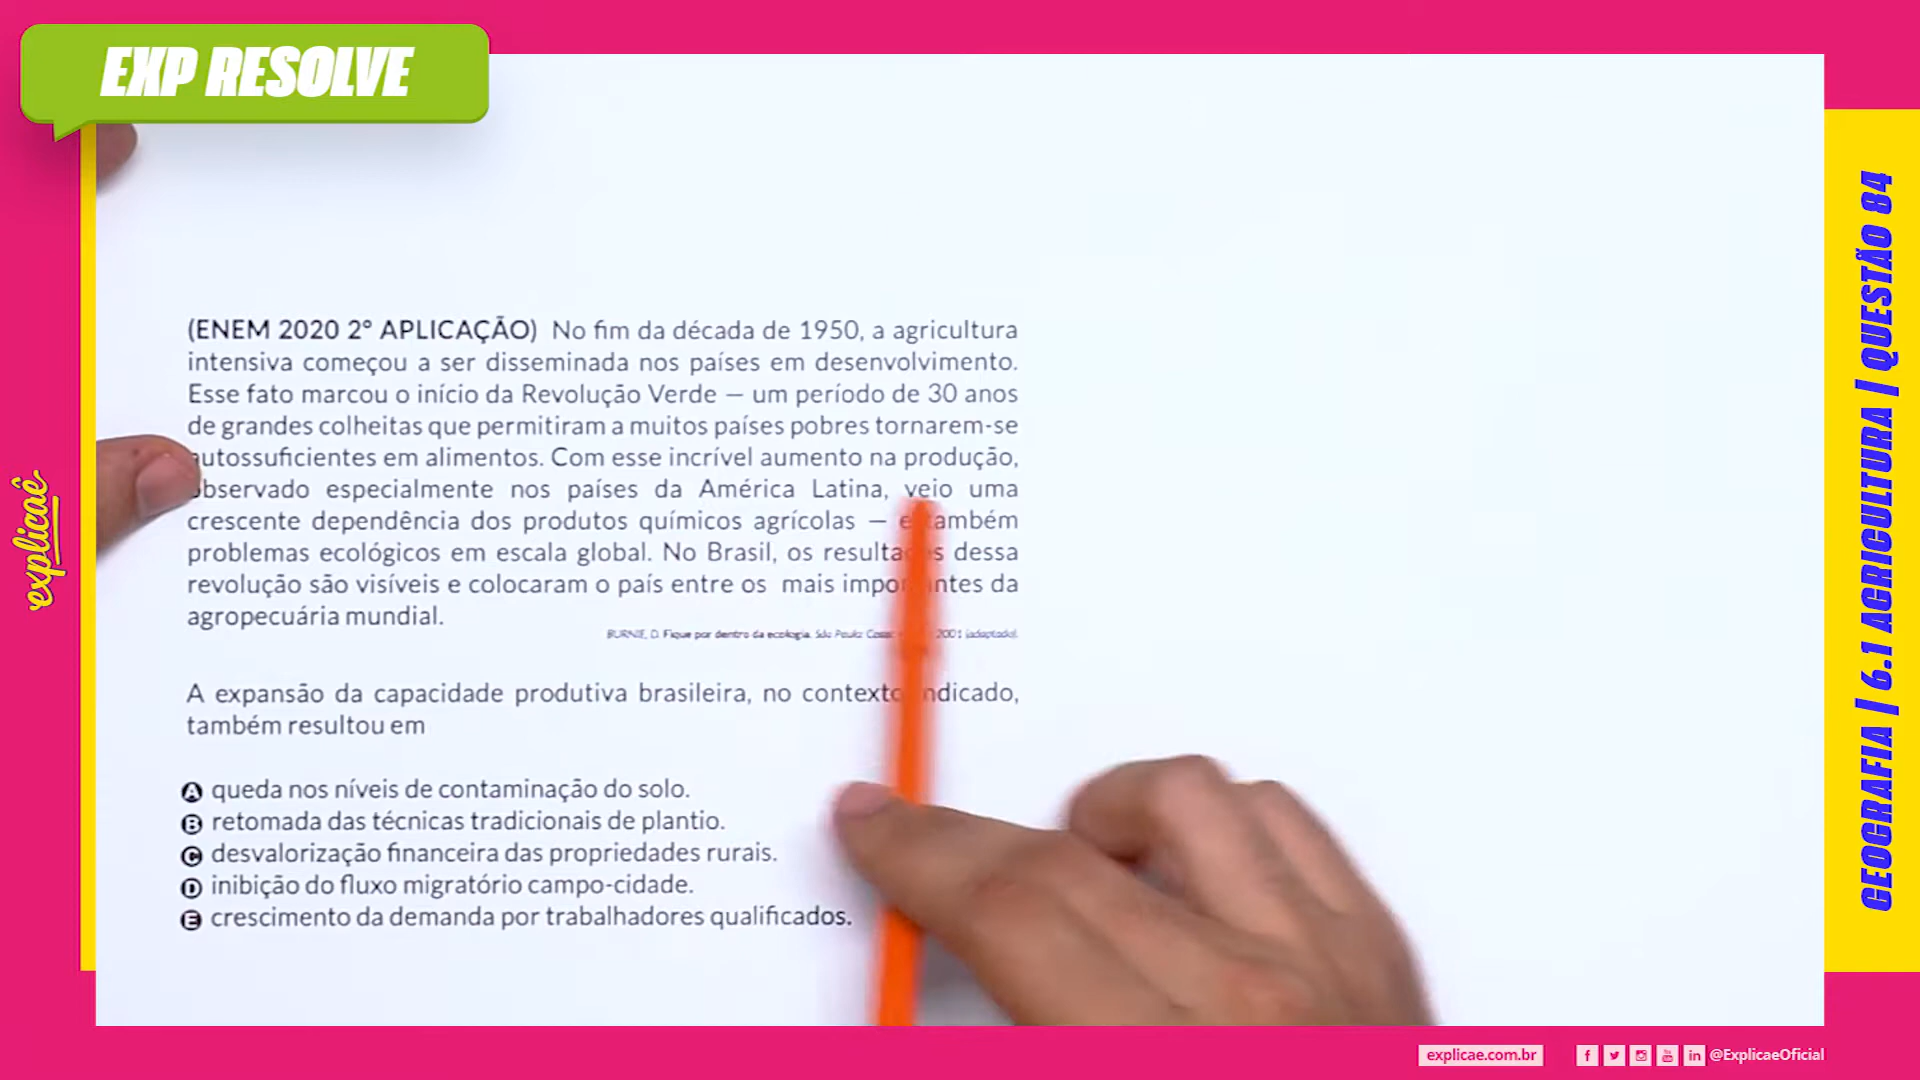 EXP RESOLVE
(ENEM 2020 2° APLICAÇÃO) No fim da década de 1950, a agricultura
intensiva começou a ser disseminada nos países em desenvolvimento.
Esse fato marcou o início da Revolução Verde — um período de 30 anos
de grandes colheitas que permitiram a muitos países pobres tornarem-se
autossuficientes em alimentos. Com esse incrível aumento na produção,
observado especialmente nos países da América Latina, veio uma
crescente dependência dos produtos químicos agrícolas — e também
problemas ecológicos em escala global. No Brasil, os resultados dessa
revolução são visíveis e colocaram o país entre os mais importantes da
agropecuária mundial.
BURNIE, D. Fique por dentro da ecologia. São Paulo: 2001 (adaptado).
A expansão da capacidade produtiva brasileira, no contexto indicado,
também resultou em
A queda nos níveis de contaminação do solo.
B retomada das técnicas tradicionais de plantio.
C desvalorização financeira das propriedades rurais.
D inibição do fluxo migratório campo-cidade.
E crescimento da demanda por trabalhadores qualificados.
explicaê
GEOGRAFIA | 6.1 AGRICULTURA | QUESTÃO 84
explicae.com.br
@ExplicaeOficial